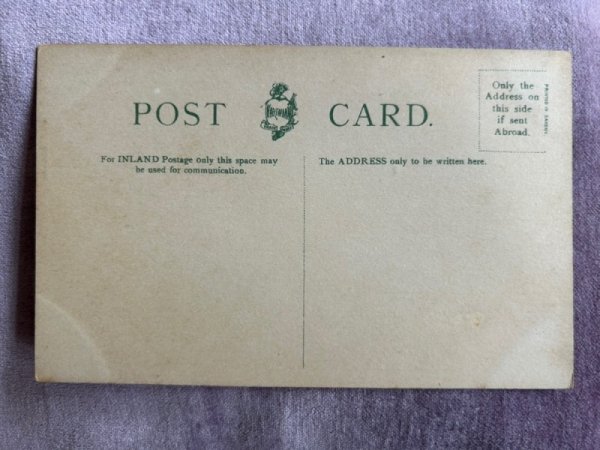 POST CARD.
Only the
Address on
this side
if sent
Abroad.
For INLAND Postage only this space may
be used for communication.
The ADDRESS only to be written here.